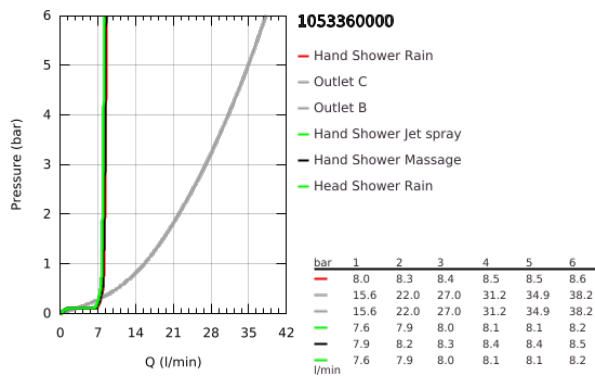 1053360000
Hand Shower Rain
Outlet C
Outlet B
Hand Shower Jet spray
Hand Shower Massage
Head Shower Rain
Pressure (bar)
6
5
4
3
2
1
0
0 7 14 21 28 35 42
Q (l/min)
bar 1 2 3 4 5 6
8.0 8.3 8.4 8.5 8.5 8.6
15.6 22.0 27.0 31.2 34.9 38.2
15.6 22.0 27.0 31.2 34.9 38.2
7.6 7.9 8.0 8.1 8.1 8.2
7.9 8.2 8.3 8.4 8.4 8.5
7.6 7.9 8.0 8.1 8.1 8.2
l/min